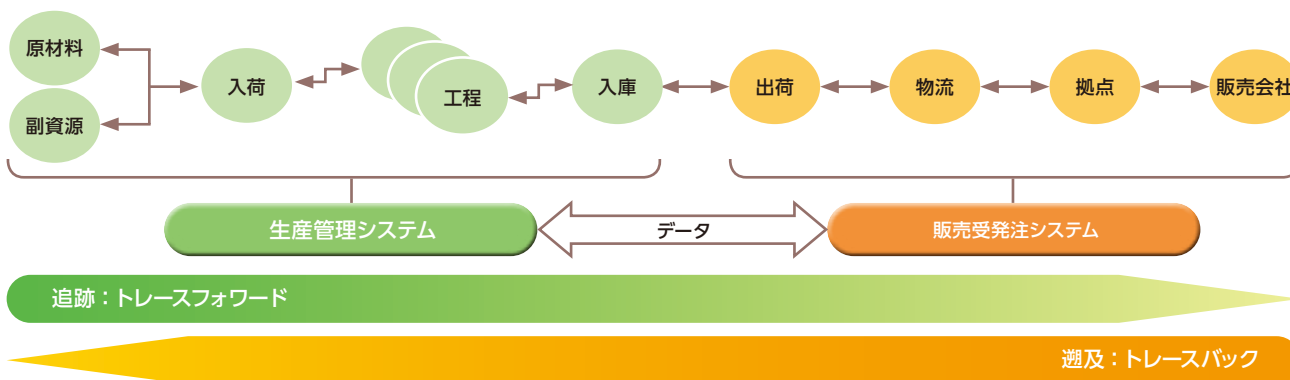 原材料
副資源
入荷
工程
入庫
出荷
物流
拠点
販売会社
生産管理システム
データ
販売受発注システム
追跡：トレースフォワード
遡及：トレースバック